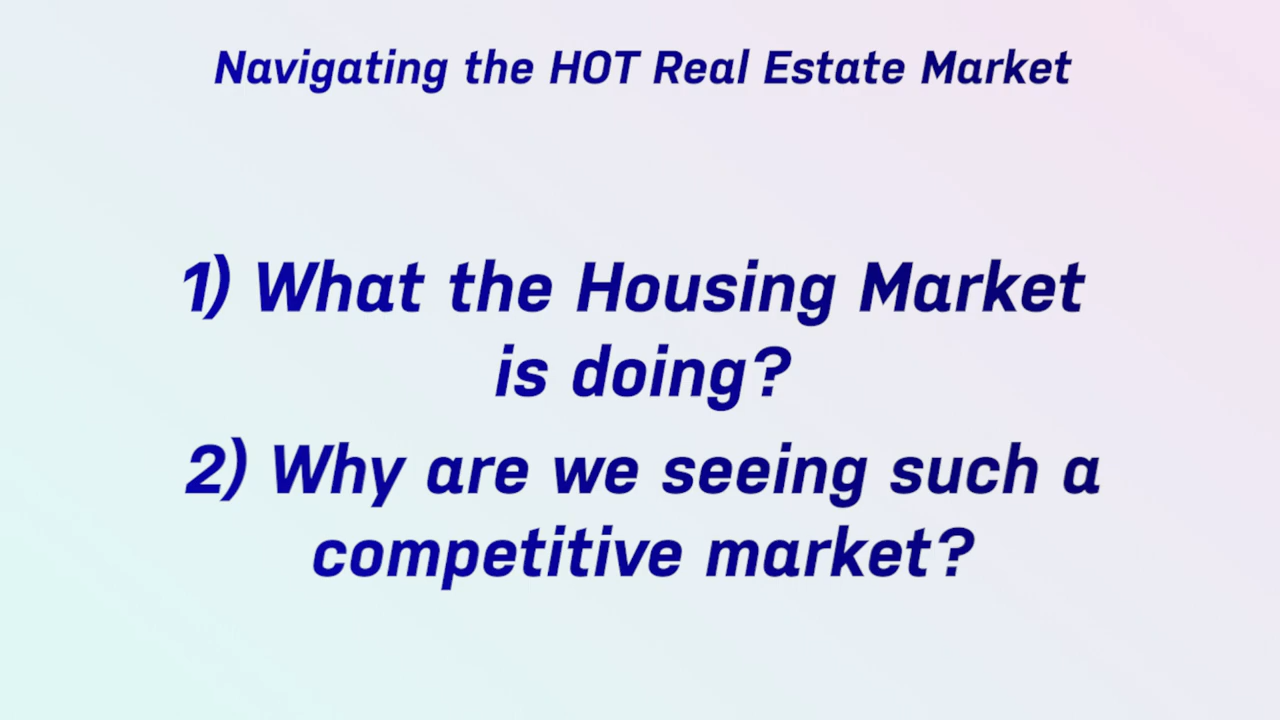 Navigating the HOT Real Estate Market
1) What the Housing Market
is doing?
2) Why are we seeing such a
competitive market?